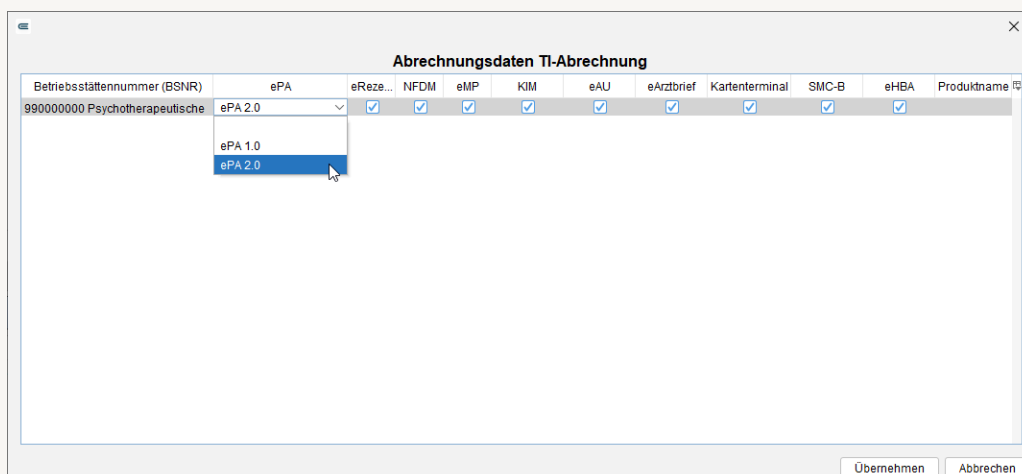 Abrechnungsdaten TI-Abrechnung
Betriebsstättennummer (BSNR) ePA eReze... NFDM eMP KIM eAU eArztbrief Kartenterminal SMC-B eHBA Produktname
990000000 Psychotherapeutische ePA 2.0
ePA 1.0
ePA 2.0
Übernehmen Abbrechen